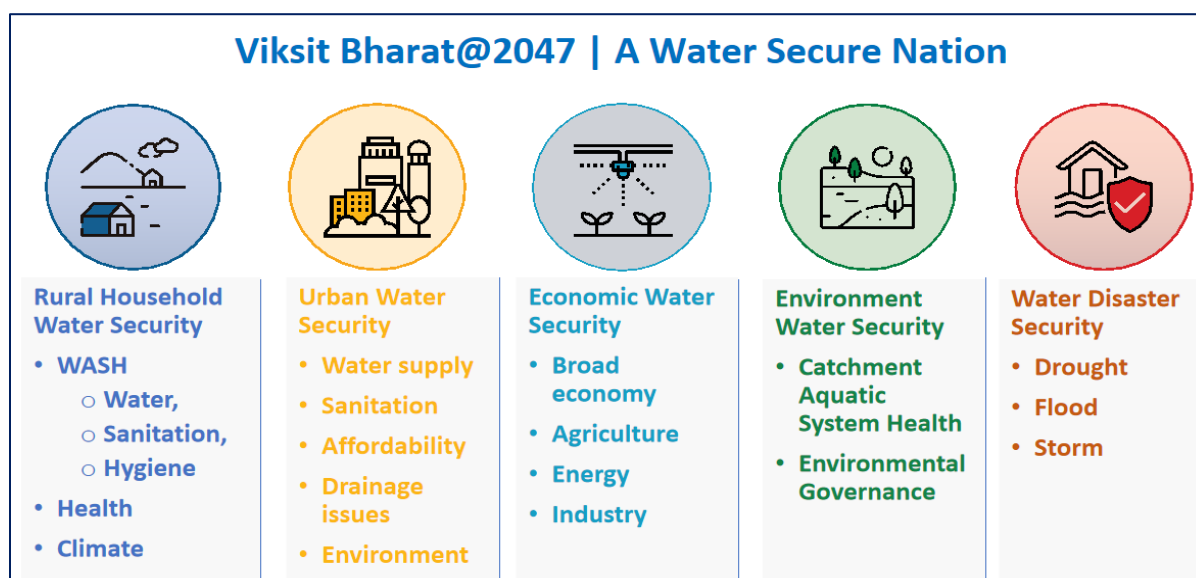 Viksit Bharat@2047 | A Water Secure Nation
Rural Household
Water Security
• WASH
o Water,
o Sanitation,
o Hygiene
• Health
• Climate
Urban Water
Security
• Water supply
• Sanitation
• Affordability
• Drainage
issues
• Environment
Economic Water
Security
• Broad
economy
• Agriculture
• Energy
• Industry
Environment
Water Security
• Catchment
Aquatic
System Health
• Environmental
Governance
Water Disaster
Security
• Drought
• Flood
• Storm